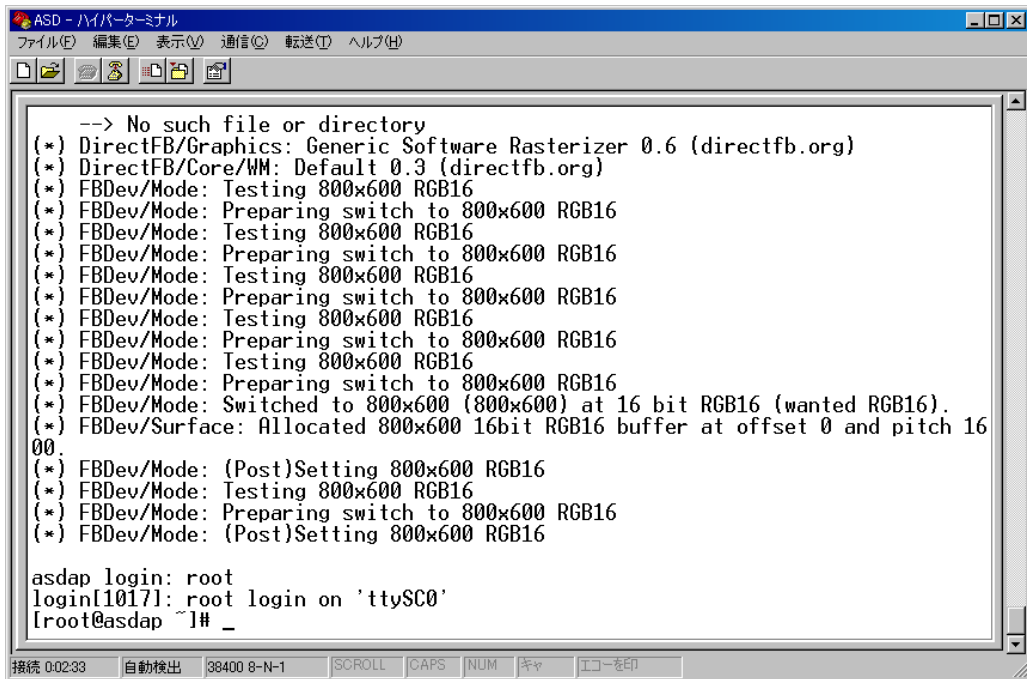 ASD - ハイパーターミナル
ファイル(F) 編集(E) 表示(V) 通信(C) 転送(T) ヘルプ(H)
--> No such file or directory
(*) DirectFB/Graphics: Generic Software Rasterizer 0.6 (directfb.org)
(*) DirectFB/Core/WM: Default 0.3 (directfb.org)
(*) FBDev/Mode: Testing 800x600 RGB16
(*) FBDev/Mode: Preparing switch to 800x600 RGB16
(*) FBDev/Mode: Testing 800x600 RGB16
(*) FBDev/Mode: Preparing switch to 800x600 RGB16
(*) FBDev/Mode: Testing 800x600 RGB16
(*) FBDev/Mode: Preparing switch to 800x600 RGB16
(*) FBDev/Mode: Testing 800x600 RGB16
(*) FBDev/Mode: Preparing switch to 800x600 RGB16
(*) FBDev/Mode: Testing 800x600 RGB16
(*) FBDev/Mode: Preparing switch to 800x600 RGB16
(*) FBDev/Mode: Switched to 800x600 (800x600) at 16 bit RGB16 (wanted RGB16).
(*) FBDev/Surface: Allocated 800x600 16bit RGB16 buffer at offset 0 and pitch 16
00.
(*) FBDev/Mode: (Post)Setting 800x600 RGB16
(*) FBDev/Mode: Testing 800x600 RGB16
(*) FBDev/Mode: Preparing switch to 800x600 RGB16
(*) FBDev/Mode: (Post)Setting 800x600 RGB16
asdap login: root
login[1017]: root login on 'ttySC0'
[root@asdap ~]# _
接続 0:02:33 自動検出 38400 8-N-1 SCROLL CAPS NUM キャ エコーを印